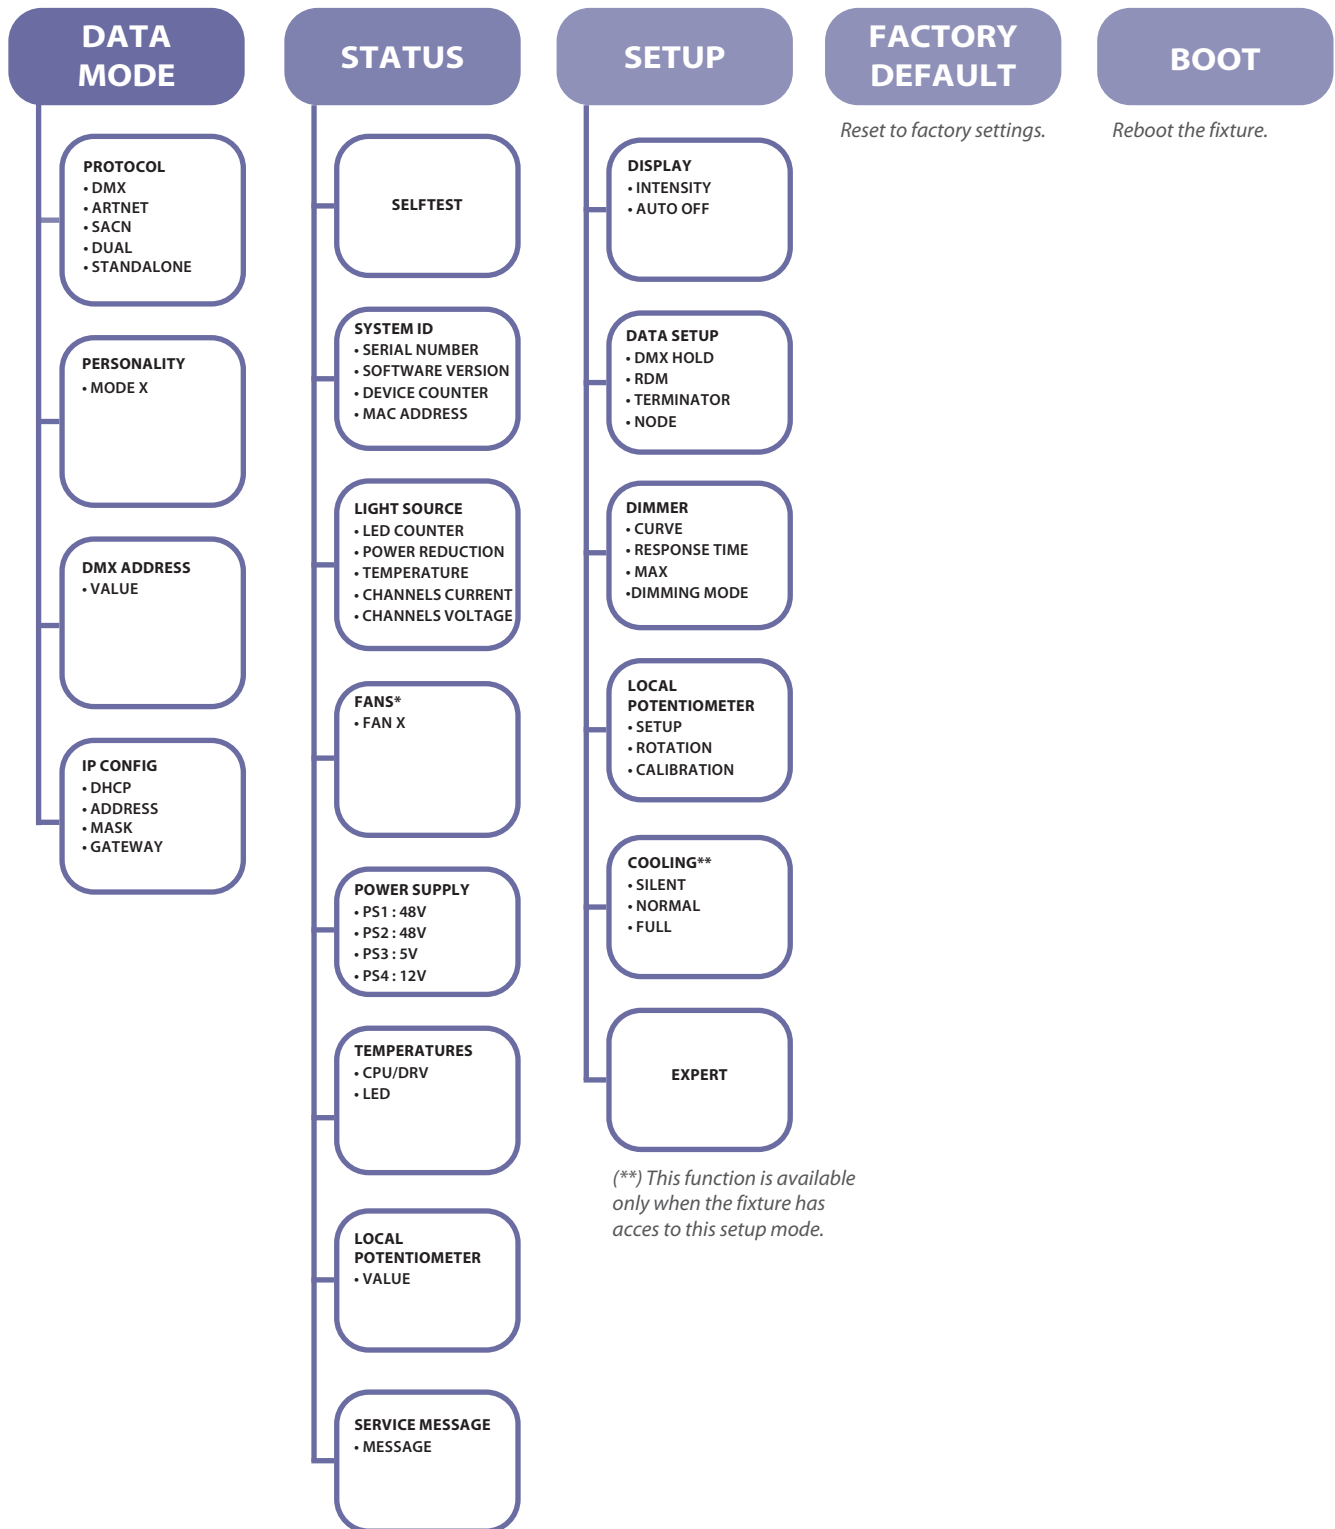 DATA
MODE
PROTOCOL
• DMX
• ARTNET
• SACN
• DUAL
• STANDALONE
PERSONALITY
• MODE X
DMX ADDRESS
• VALUE
IP CONFIG
• DHCP
• ADDRESS
• MASK
• GATEWAY
STATUS
SELFTEST
SYSTEM ID
• SERIAL NUMBER
• SOFTWARE VERSION
• DEVICE COUNTER
• MAC ADDRESS
LIGHT SOURCE
• LED COUNTER
• POWER REDUCTION
• TEMPERATURE
• CHANNELS CURRENT
• CHANNELS VOLTAGE
FANS*
• FAN X
POWER SUPPLY
• PS1 : 48V
• PS2 : 48V
• PS3 : 5V
• PS4 : 12V
TEMPERATURES
• CPU/DRV
• LED
LOCAL
POTENTIOMETER
• VALUE
SERVICE MESSAGE
• MESSAGE
SETUP
DISPLAY
• INTENSITY
• AUTO OFF
DATA SETUP
• DMX HOLD
• RDM
• TERMINATOR
• NODE
DIMMER
• CURVE
• RESPONSE TIME
• MAX
•DIMMING MODE
LOCAL
POTENTIOMETER
• SETUP
• ROTATION
• CALIBRATION
COOLING**
• SILENT
• NORMAL
• FULL
EXPERT
(**) This function is available
only when the fixture has
acces to this setup mode.
FACTORY
DEFAULT
Reset to factory settings.
BOOT
Reboot the fixture.